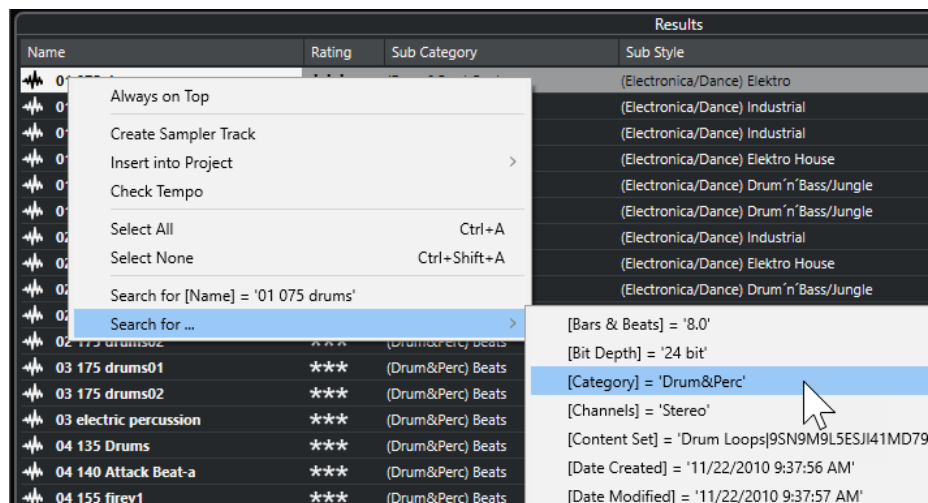 Results
Name Rating Sub Category Sub Style
(Electronica/Dance) Elektro
(Electronica/Dance) Industrial
(Electronica/Dance) Industrial
(Electronica/Dance) Elektro House
(Electronica/Dance) Drum´n´Bass/Jungle
(Electronica/Dance) Drum´n´Bass/Jungle
(Electronica/Dance) Industrial
(Electronica/Dance) Elektro House
(Electronica/Dance) Drum´n´Bass/Jungle
Always on Top
Create Sampler Track
Insert into Project
Check Tempo
Select All Ctrl+A
Select None Ctrl+Shift+A
Search for [Name] = '01 075 drums'
Search for ...
[Bars & Beats] = '8.0'
[Bit Depth] = '24 bit'
[Category] = 'Drum&Perc'
[Channels] = 'Stereo'
[Content Set] = 'Drum Loops|9SN9M9L5ESJI41MD79
[Date Created] = '11/22/2010 9:37:56 AM'
[Date Modified] = '11/22/2010 9:37:57 AM'
02 175 drums02 *** (Drum&Perc) Beats
03 175 drums01 *** (Drum&Perc) Beats
03 175 drums02 *** (Drum&Perc) Beats
03 electric percussion *** (Drum&Perc) Beats
04 135 Drums *** (Drum&Perc) Beats
04 140 Attack Beat-a *** (Drum&Perc) Beats
04 155 firey1 *** (Drum&Perc) Beats